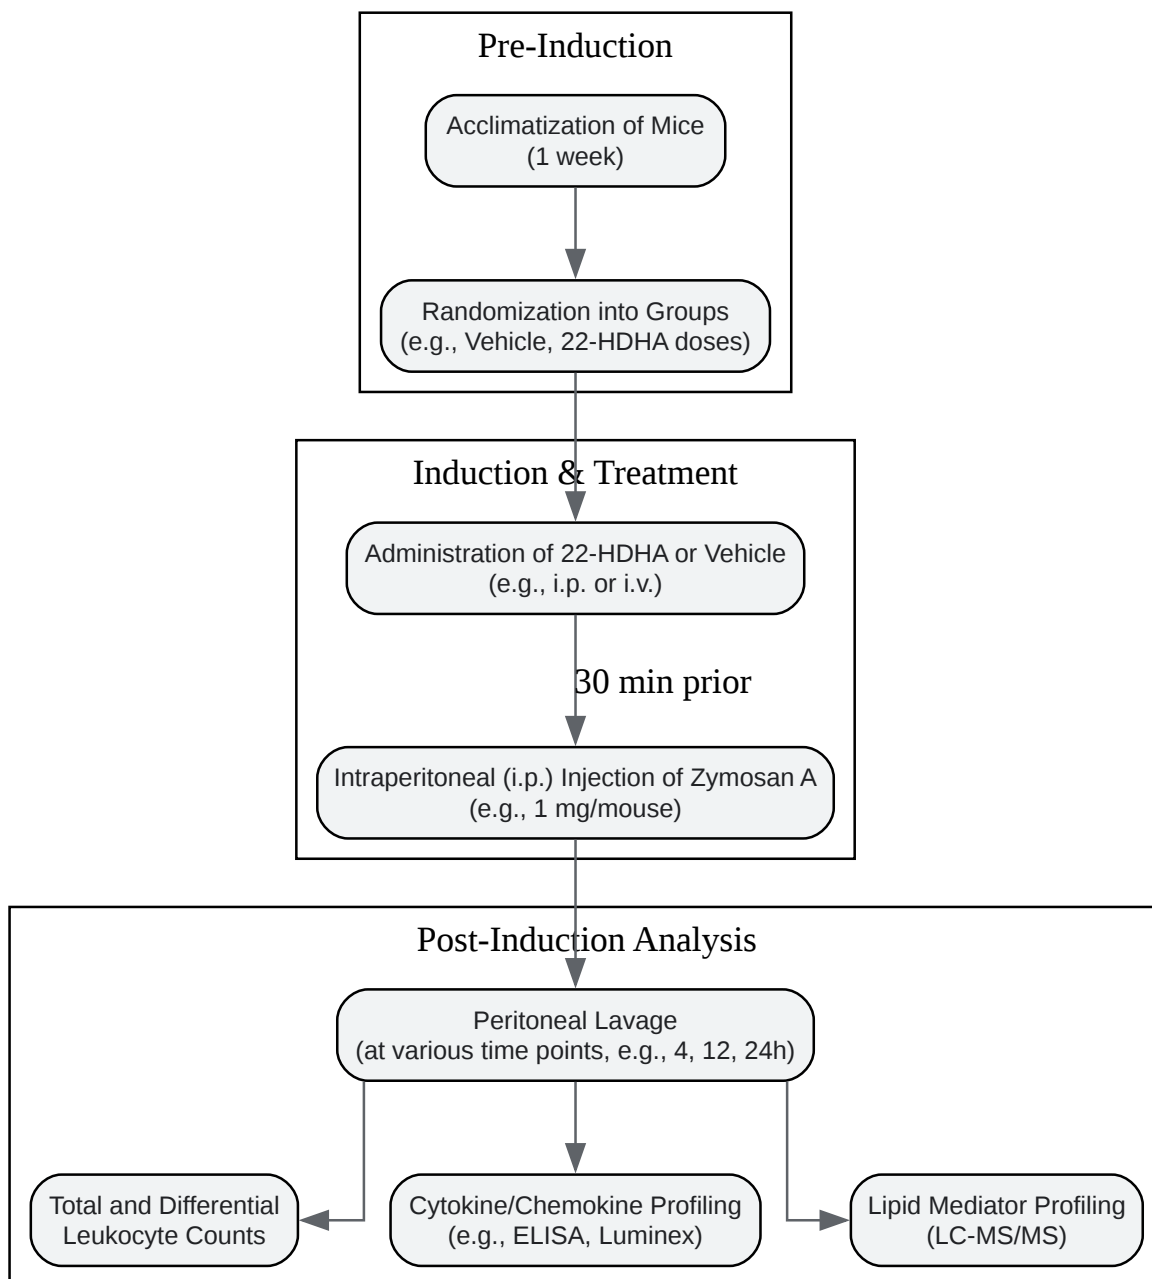 Pre-Induction
Acclimatization of Mice
(1 week)
Randomization into Groups
(e.g., Vehicle, 22-HDHA doses)
Induction & Treatment
Administration of 22-HDHA or Vehicle
(e.g., i.p. or i.v.)
30 min prior
Intraperitoneal (i.p.) Injection of Zymosan A
(e.g., 1 mg/mouse)
Post-Induction Analysis
Peritoneal Lavage
(at various time points, e.g., 4, 12, 24h)
Total and Differential
Leukocyte Counts
Cytokine/Chemokine Profiling
(e.g., ELISA, Luminex)
Lipid Mediator Profiling
(LC-MS/MS)